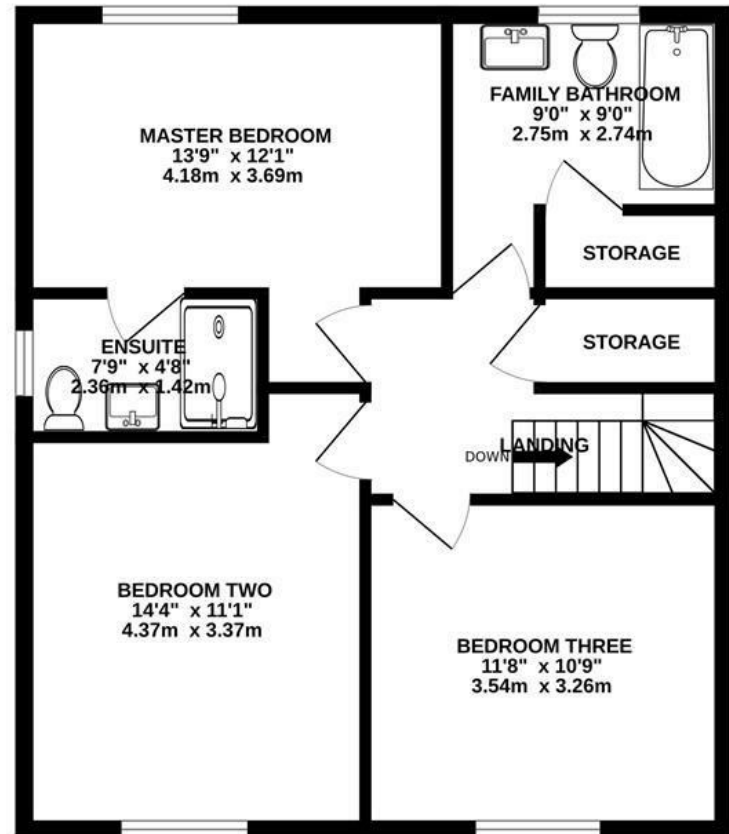 MASTER BEDROOM
13'9" x 12'1"
4.18m x 3.69m
FAMILY BATHROOM
9'0" x 9'0"
2.75m x 2.74m
STORAGE
STORAGE
ENSUITE
7'9" x 4'8"
2.36m x 1.42m
LANDING
DOWN
BEDROOM TWO
14'4" x 11'1"
4.37m x 3.37m
BEDROOM THREE
11'8" x 10'9"
3.54m x 3.26m